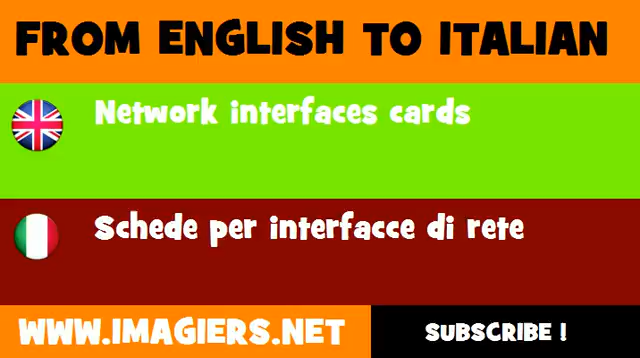 FROM ENGLISH TO ITALIAN
Network interfaces cards
Schede per interfacce di rete
WWW.IMAGIERS.NET
SUBSCRIBE !